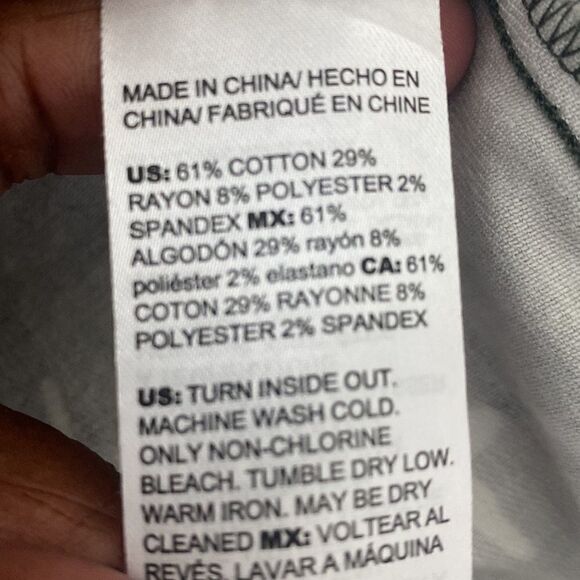 MADE IN CHINA/ HECHO EN
CHINA/ FABRIQUÉ EN CHINE
US: 61% COTTON 29%
RAYON 8% POLYESTER 2%
SPANDEX MX: 61%
ALGODÓN 29% rayón 8%
poliéster 2% elastano CA: 61%
COTON 29% RAYONNE 8%
POLYESTER 2% SPANDEX
US: TURN INSIDE OUT.
MACHINE WASH COLD.
ONLY NON-CHLORINE
BLEACH. TUMBLE DRY LOW.
WARM IRON. MAY BE DRY
CLEANED MX: VOLTEAR AL
REVÉS. LAVAR A MÁQUINA